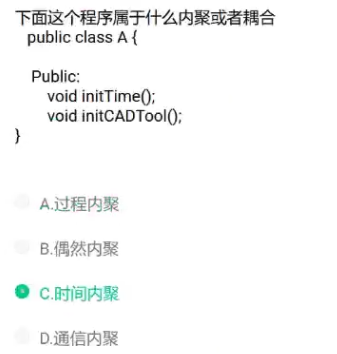 下面这个程序属于什么内聚或者耦合
public class A {
Public:
void initTime();
void initCADTool();
}
A.过程内聚
B.偶然内聚
C.时间内聚
D.通信内聚